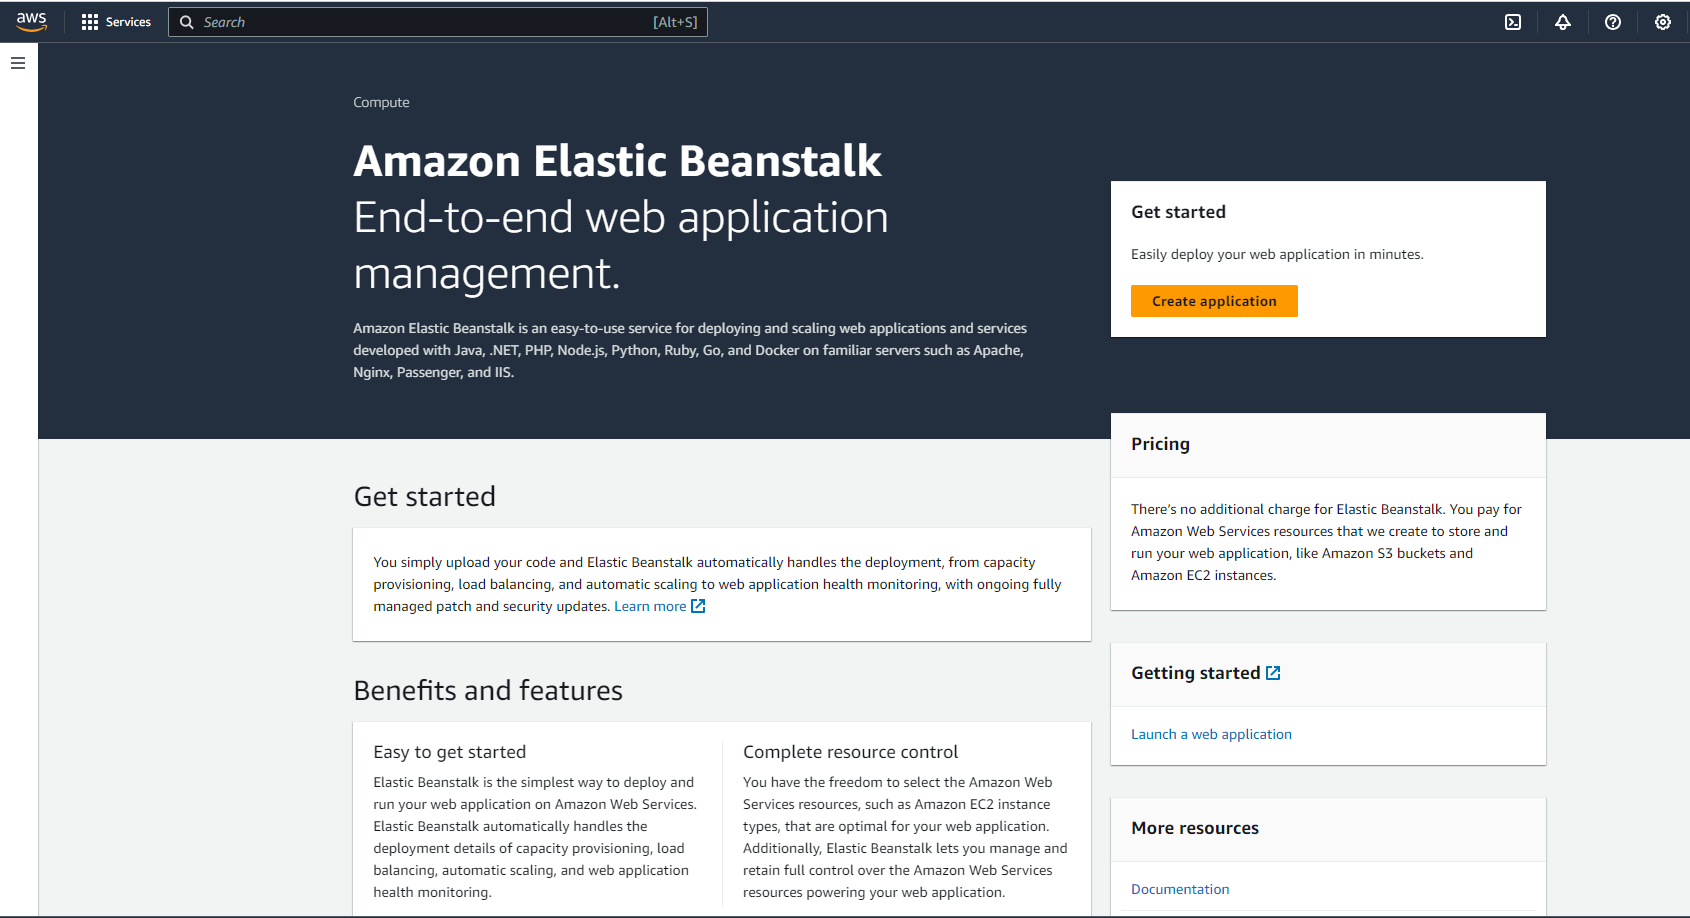 aws
Services
Search
[Alt+S]
Compute
Amazon Elastic Beanstalk
End-to-end web application
management.
Amazon Elastic Beanstalk is an easy-to-use service for deploying and scaling web applications and services
developed with Java, .NET, PHP, Node.js, Python, Ruby, Go, and Docker on familiar servers such as Apache,
Nginx, Passenger, and IIS.
Get started
Easily deploy your web application in minutes.
Create application
Get started
You simply upload your code and Elastic Beanstalk automatically handles the deployment, from capacity
provisioning, load balancing, and automatic scaling to web application health monitoring, with ongoing fully
managed patch and security updates. Learn more
Benefits and features
Easy to get started
Elastic Beanstalk is the simplest way to deploy and
run your web application on Amazon Web Services.
Elastic Beanstalk automatically handles the
deployment details of capacity provisioning, load
balancing, automatic scaling, and web application
health monitoring.
Complete resource control
You have the freedom to select the Amazon Web
Services resources, such as Amazon EC2 instance
types, that are optimal for your web application.
Additionally, Elastic Beanstalk lets you manage and
retain full control over the Amazon Web Services
resources powering your web application.
Pricing
There’s no additional charge for Elastic Beanstalk. You pay for
Amazon Web Services resources that we create to store and
run your web application, like Amazon S3 buckets and
Amazon EC2 instances.
Getting started
Launch a web application
More resources
Documentation